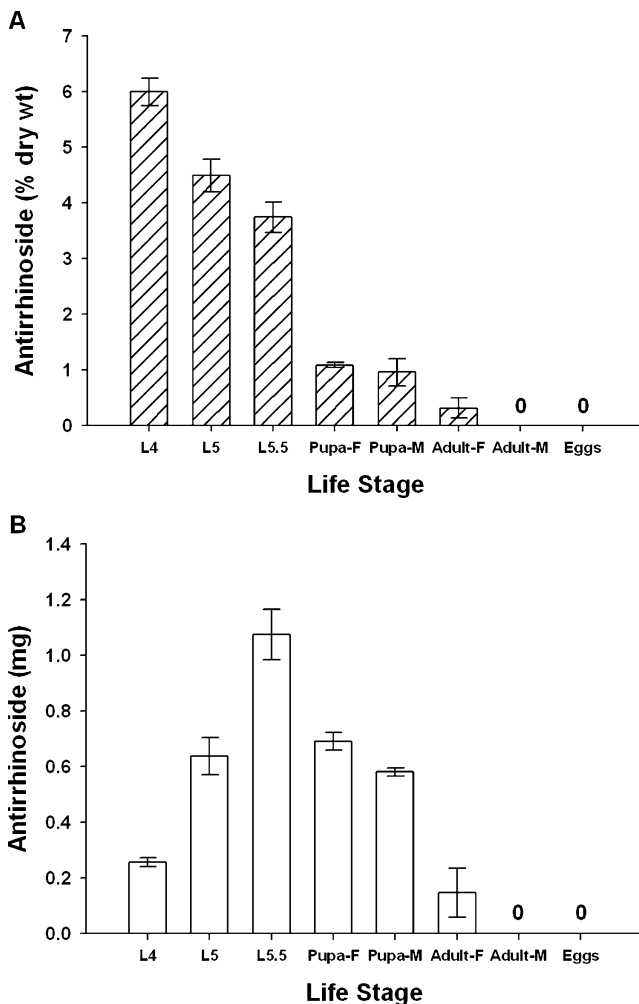 A
Antirrhinoside (% dry wt)
7
6
5
4
3
2
1
0
0 0
L4 L5 L5.5 Pupa-F Pupa-M Adult-F Adult-M Eggs
Life Stage
B
Antirrhinoside (mg)
1.4
1.2
1.0
0.8
0.6
0.4
0.2
0.0
0 0
L4 L5 L5.5 Pupa-F Pupa-M Adult-F Adult-M Eggs
Life Stage